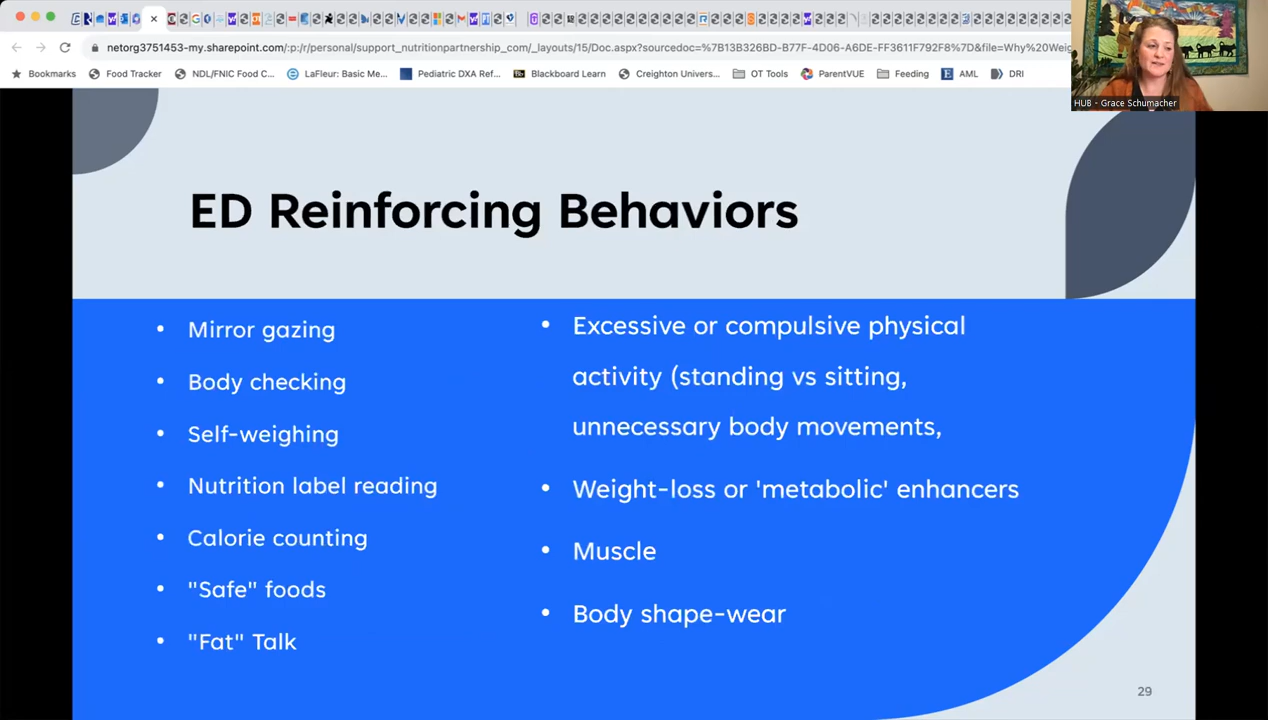 netorg3751453-my.sharepoint.com/:p:/r/personal/support_nutritionpartnership_com/_layouts/15/Doc.aspx?sourcedoc=%7B13B326BD-B77F-4D06-A6DE-FF3611F792F8%7D&file=Why%20Weig
Bookmarks
Food Tracker
NDL/FNIC Food C...
LaFleur: Basic Me...
Pediatric DXA Ref...
Blackboard Learn
Creighton Univers...
OT Tools
ParentVUE
Feeding
AML
DRI
HUB - Grace Schumacher
ED Reinforcing Behaviors
• Mirror gazing
• Body checking
• Self-weighing
• Nutrition label reading
• Calorie counting
• "Safe" foods
• "Fat" Talk
• Excessive or compulsive physical
activity (standing vs sitting,
unnecessary body movements,
• Weight-loss or 'metabolic' enhancers
• Muscle
• Body shape-wear
29